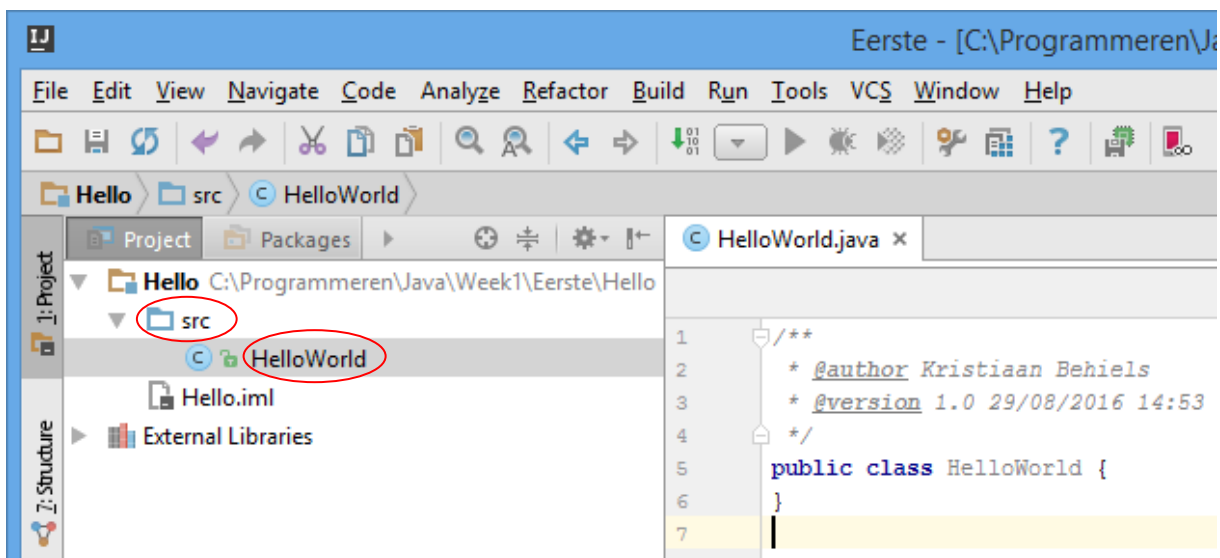 IJ
Eerste - [C:\Programmeren\Ja
File Edit View Navigate Code Analyze Refactor Build Run Tools VCS Window Help
Hello src C HelloWorld
1: Project
7: Structure
Project Packages
Hello C:\Programmeren\Java\Week1\Eerste\Hello
src
C HelloWorld
Hello.iml
External Libraries
C HelloWorld.java ×
1 /**
2 * @author Kristiaan Behiels
3 * @version 1.0 29/08/2016 14:53
4 */
5 public class HelloWorld {
6 }
7